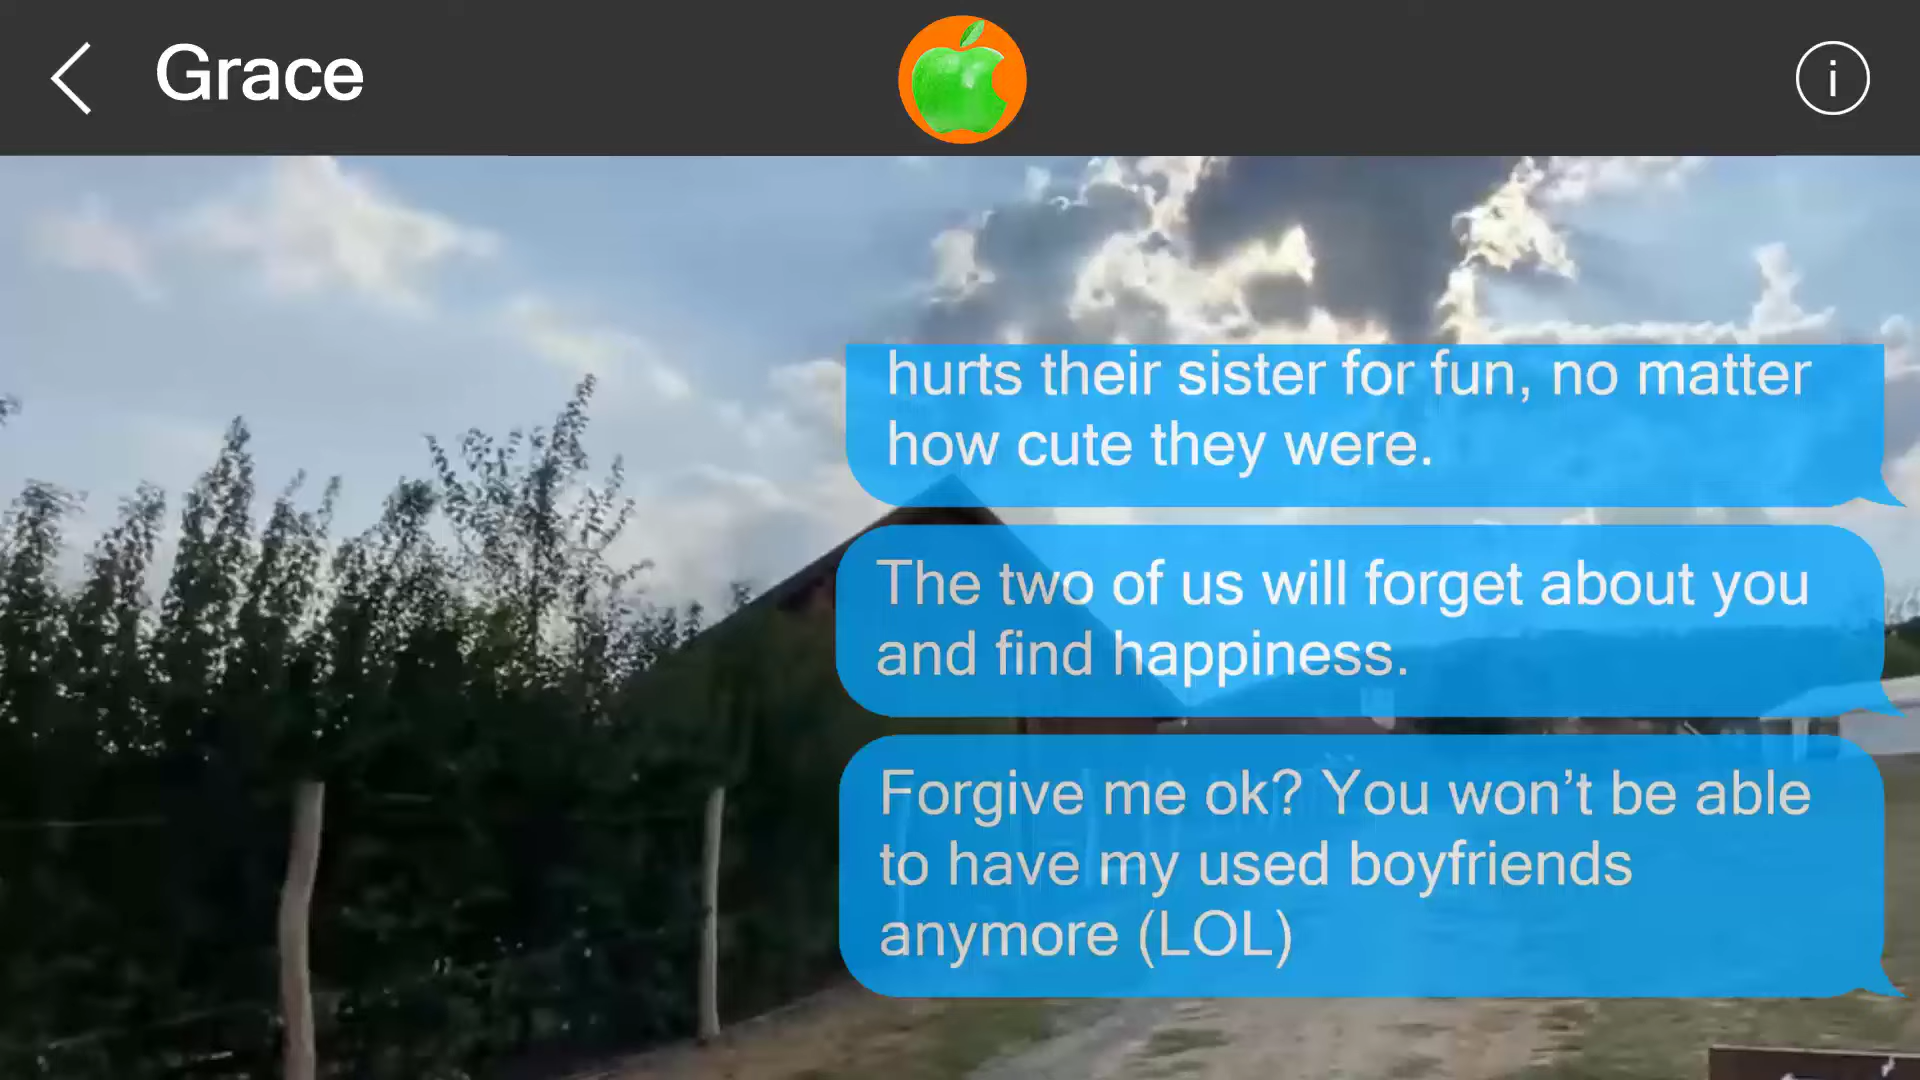 Grace
i
hurts their sister for fun, no matter
how cute they were.
The two of us will forget about you
and find happiness.
Forgive me ok? You won’t be able
to have my used boyfriends
anymore (LOL)